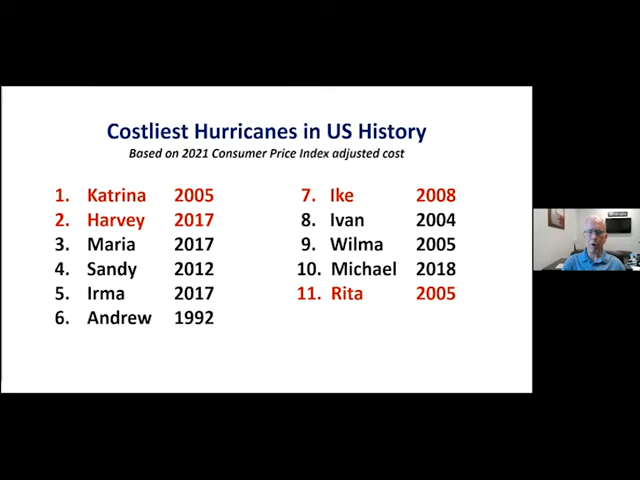 Costliest Hurricanes in US History
Based on 2021 Consumer Price Index adjusted cost
1. Katrina 2005
2. Harvey 2017
3. Maria 2017
4. Sandy 2012
5. Irma 2017
6. Andrew 1992
7. Ike 2008
8. Ivan 2004
9. Wilma 2005
10. Michael 2018
11. Rita 2005